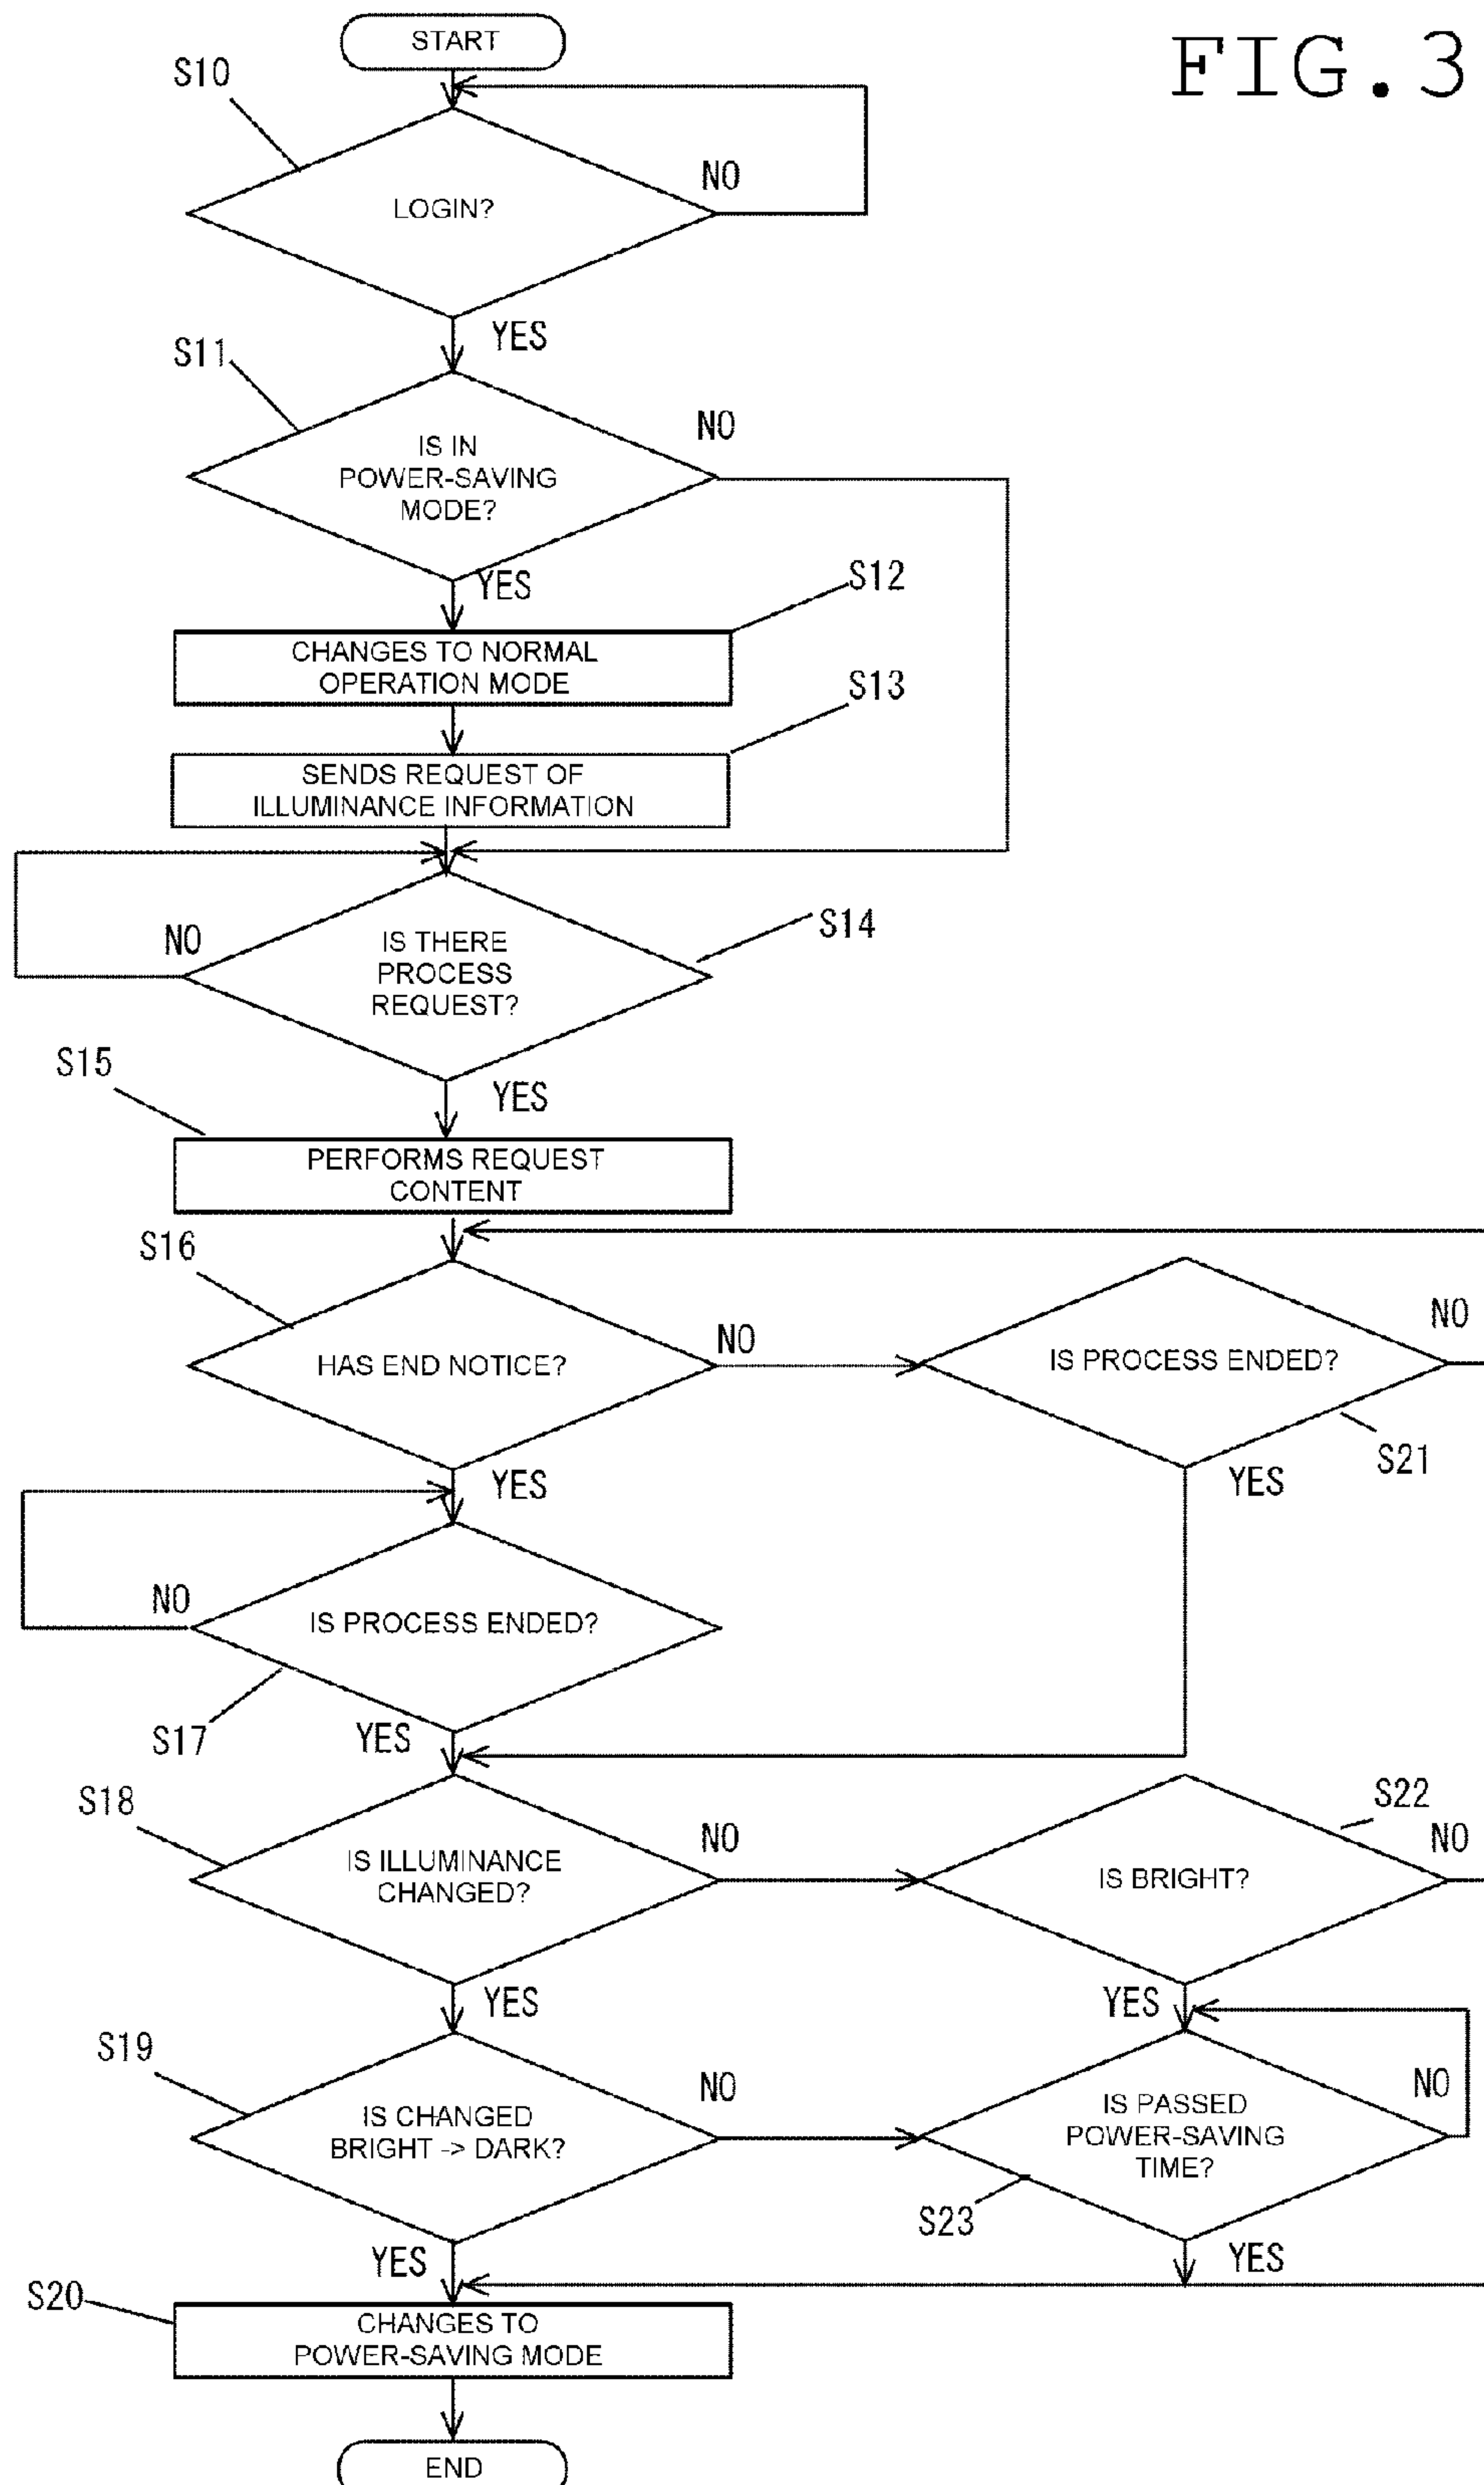 FIG.3
START
S10
NO
LOGIN?
YES
S11
NO
IS IN
POWER-SAVING
MODE?
YES
S12
CHANGES TO NORMAL
OPERATION MODE
S13
SENDS REQUEST OF
ILLUMINANCE INFORMATION
S14
NO
IS THERE
PROCESS
REQUEST?
S15
YES
PERFORMS REQUEST
CONTENT
S16
NO
NO
HAS END NOTICE?
IS PROCESS ENDED?
S21
YES
YES
NO
IS PROCESS ENDED?
S17
YES
S18
S22
NO
NO
IS ILLUMINANCE
CHANGED?
IS BRIGHT?
YES
YES
S19
NO
NO
IS CHANGED
BRIGHT -> DARK?
IS PASSED
POWER-SAVING
TIME?
S23
YES
YES
S20
CHANGES TO
POWER-SAVING MODE
END